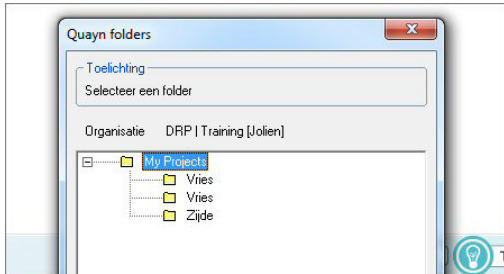 Quayn folders
Toelichting
Selecteer een folder
Organisatie DRP | Training [Jolien]
My Projects
Vries
Vries
Zijde